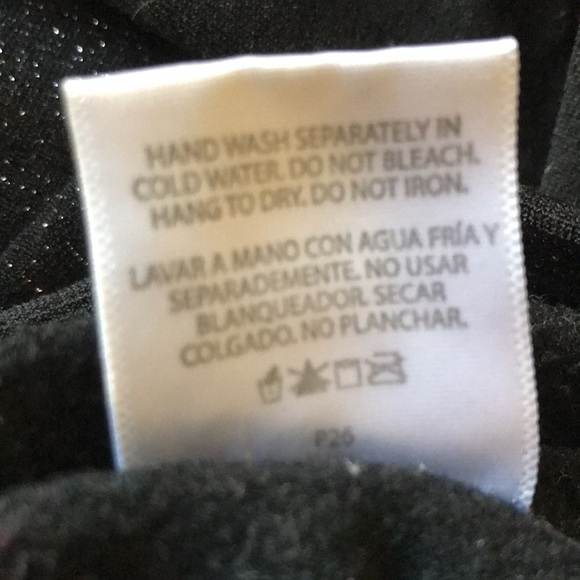 HAND WASH SEPARATELY IN
COLD WATER. DO NOT BLEACH.
HANG TO DRY. DO NOT IRON.
LAVAR A MANO CON AGUA FRÍA Y
SEPARADEMENTE. NO USAR
BLANQUEADOR. SECAR
COLGADO. NO PLANCHAR.
P26